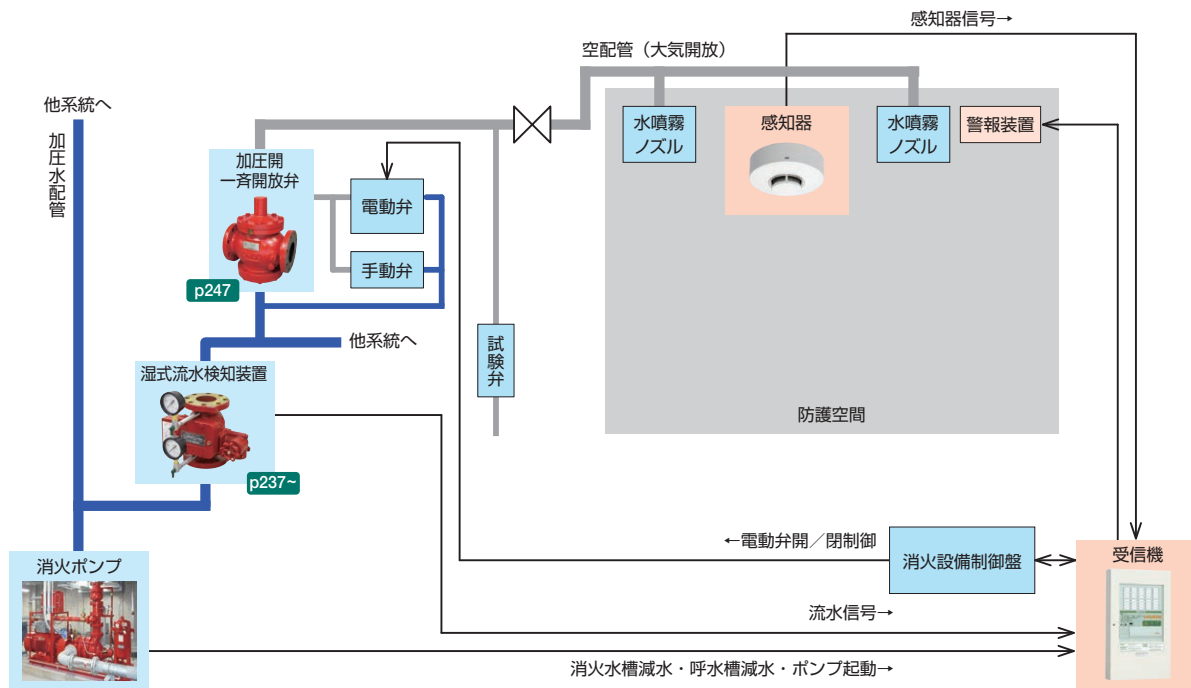 感知器信号→
空配管（大気開放）
他系統へ
加圧水配管
水噴霧
ノズル
感知器
水噴霧
ノズル
警報装置
加圧開
一斉開放弁
電動弁
手動弁
p247
他系統へ
試験弁
湿式流水検知装置
防護空間
p237~
←電動弁開／閉制御
消火設備制御盤
受信機
消火ポンプ
流水信号→
消火水槽減水・呼水槽減水・ポンプ起動→